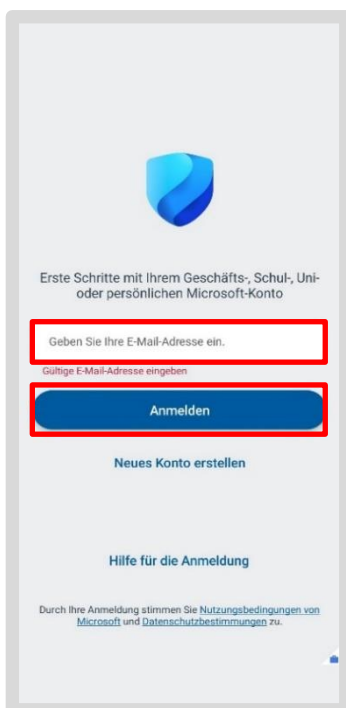 Erste Schritte mit Ihrem Geschäfts-, Schul-, Uni-
oder persönlichen Microsoft-Konto
Geben Sie Ihre E-Mail-Adresse ein.
Gültige E-Mail-Adresse eingeben
Anmelden
Neues Konto erstellen
Hilfe für die Anmeldung
Durch Ihre Anmeldung stimmen Sie Nutzungsbedingungen von
Microsoft und Datenschutzbestimmungen zu.